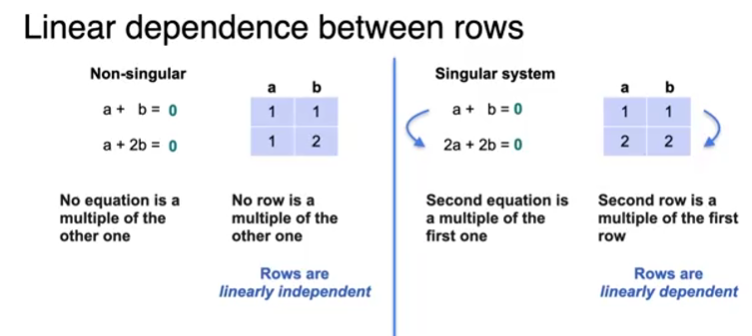 Linear dependence between rows
Non-singular
a + b = 0
a + 2b = 0
a b
1 1
1 2
No equation is a
multiple of the
other one
No row is a
multiple of the
other one
Rows are
linearly independent
Singular system
a + b = 0
2a + 2b = 0
a b
1 1
2 2
Second equation is
a multiple of the
first one
Second row is a
multiple of the first
row
Rows are
linearly dependent